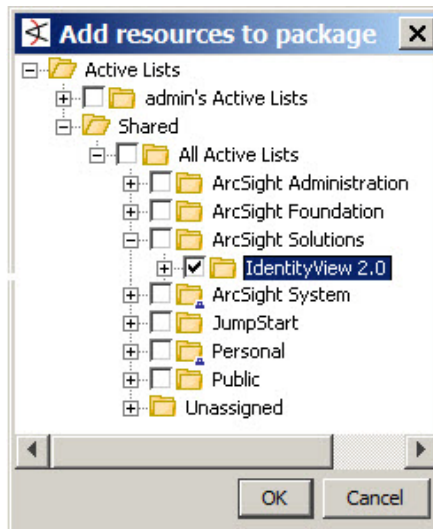 Add resources to package
Active Lists
admin's Active Lists
Shared
All Active Lists
ArcSight Administration
ArcSight Foundation
ArcSight Solutions
IdentityView 2.0
ArcSight System
JumpStart
Personal
Public
Unassigned
OK Cancel